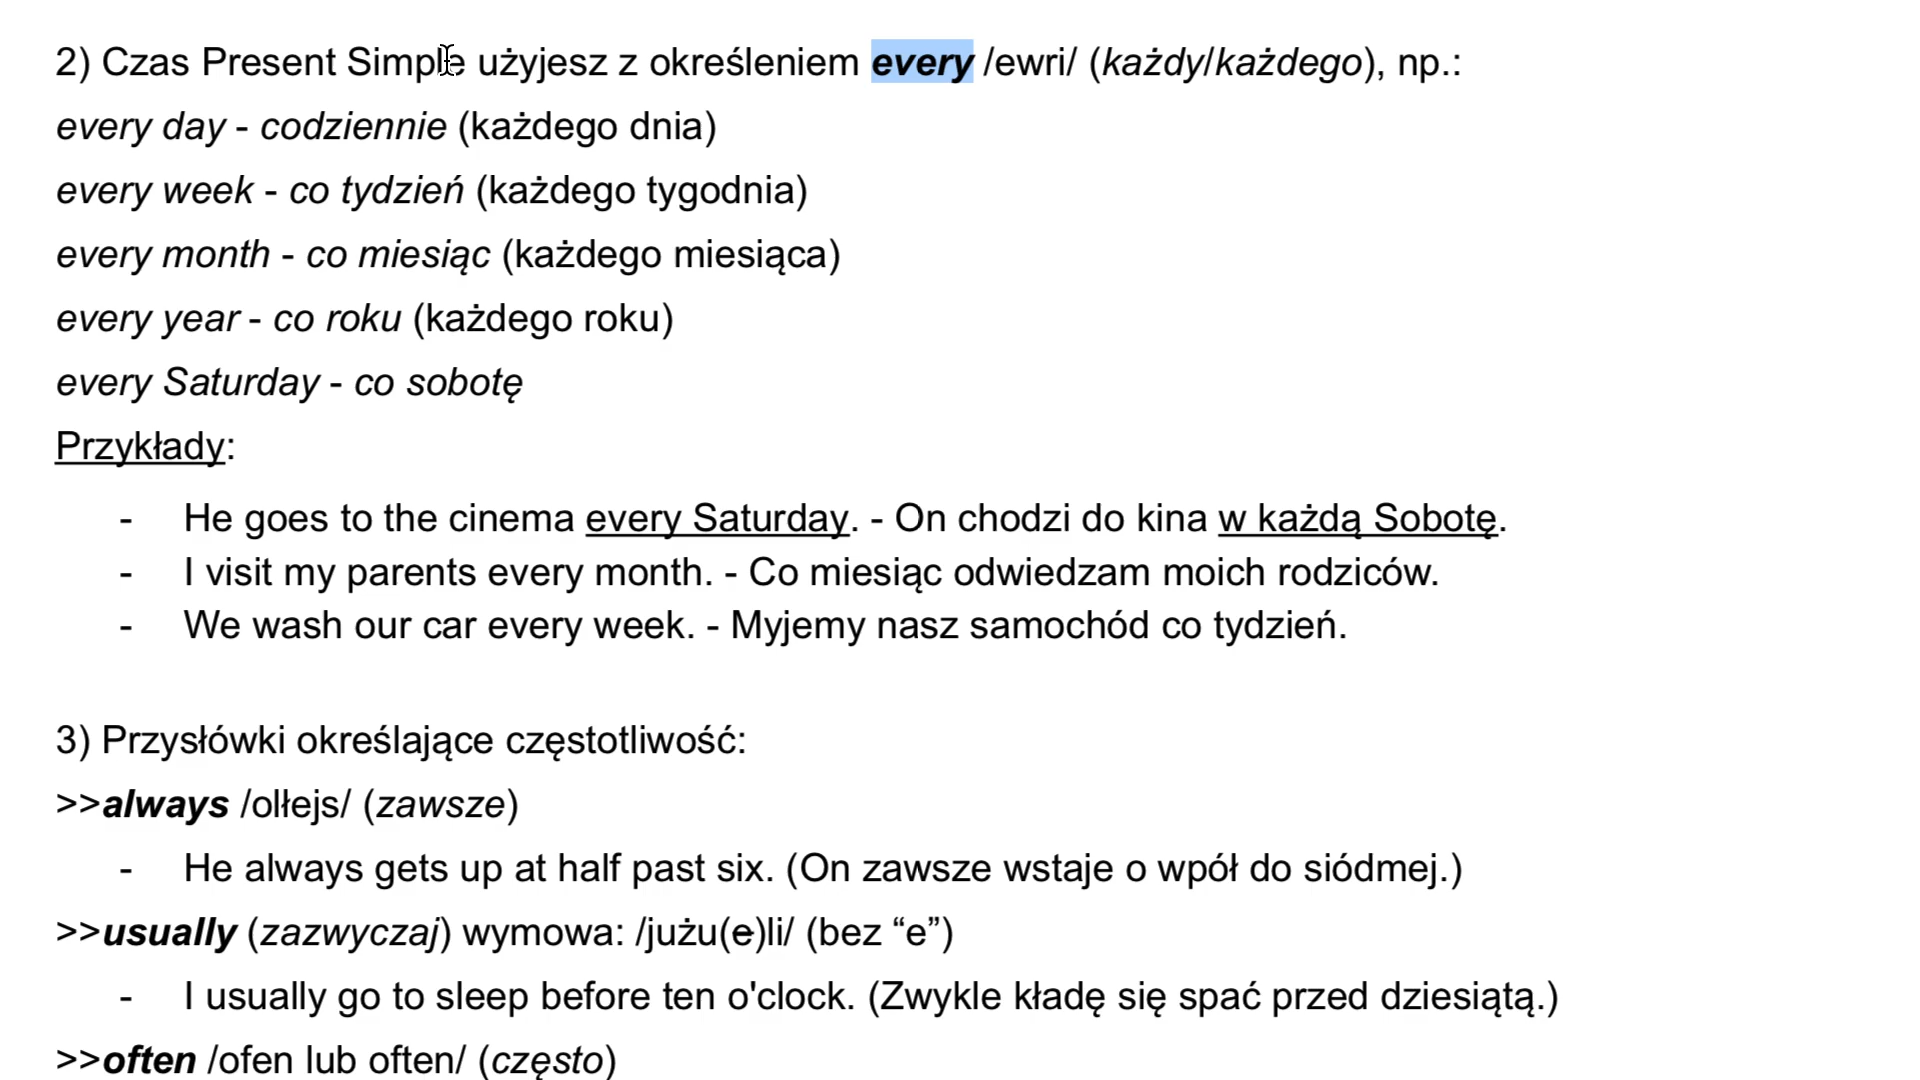 2) Czas Present Simple użyjesz z określeniem every /ewri/ (każdy/każdego), np.:
every day - codziennie (każdego dnia)
every week - co tydzień (każdego tygodnia)
every month - co miesiąc (każdego miesiąca)
every year - co roku (każdego roku)
every Saturday - co sobotę
Przykłady:
- He goes to the cinema every Saturday. - On chodzi do kina w każdą Sobotę.
- I visit my parents every month. - Co miesiąc odwiedzam moich rodziców.
- We wash our car every week. - Myjemy nasz samochód co tydzień.
3) Przysłówki określające częstotliwość:
>>always /olłejs/ (zawsze)
- He always gets up at half past six. (On zawsze wstaje o wpół do siódmej.)
>>usually (zazwyczaj) wymowa: /jużu(e)li/ (bez “e”)
- I usually go to sleep before ten o'clock. (Zwykle kładę się spać przed dziesiątą.)
>>often /ofen lub often/ (często)